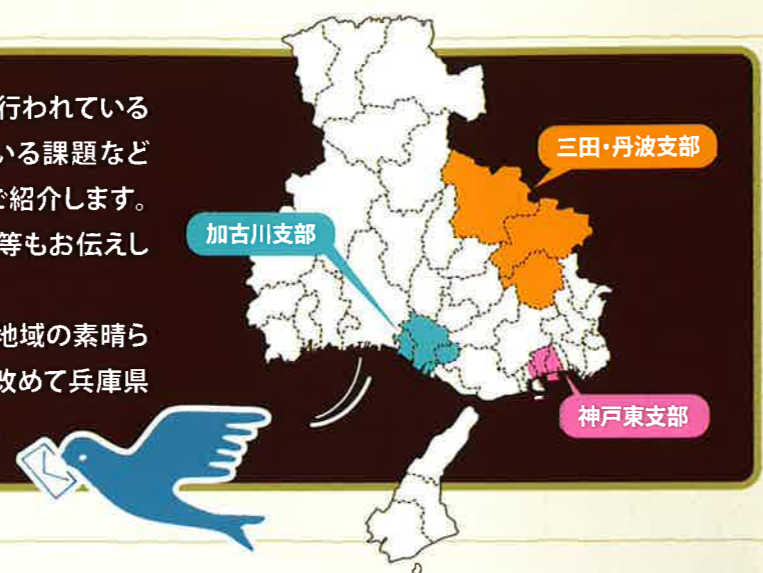 行われている
いる課題など
ご紹介します。
等もお伝えし
地域の素晴ら
改めて兵庫県
三田・丹波支部
加古川支部
神戸東支部